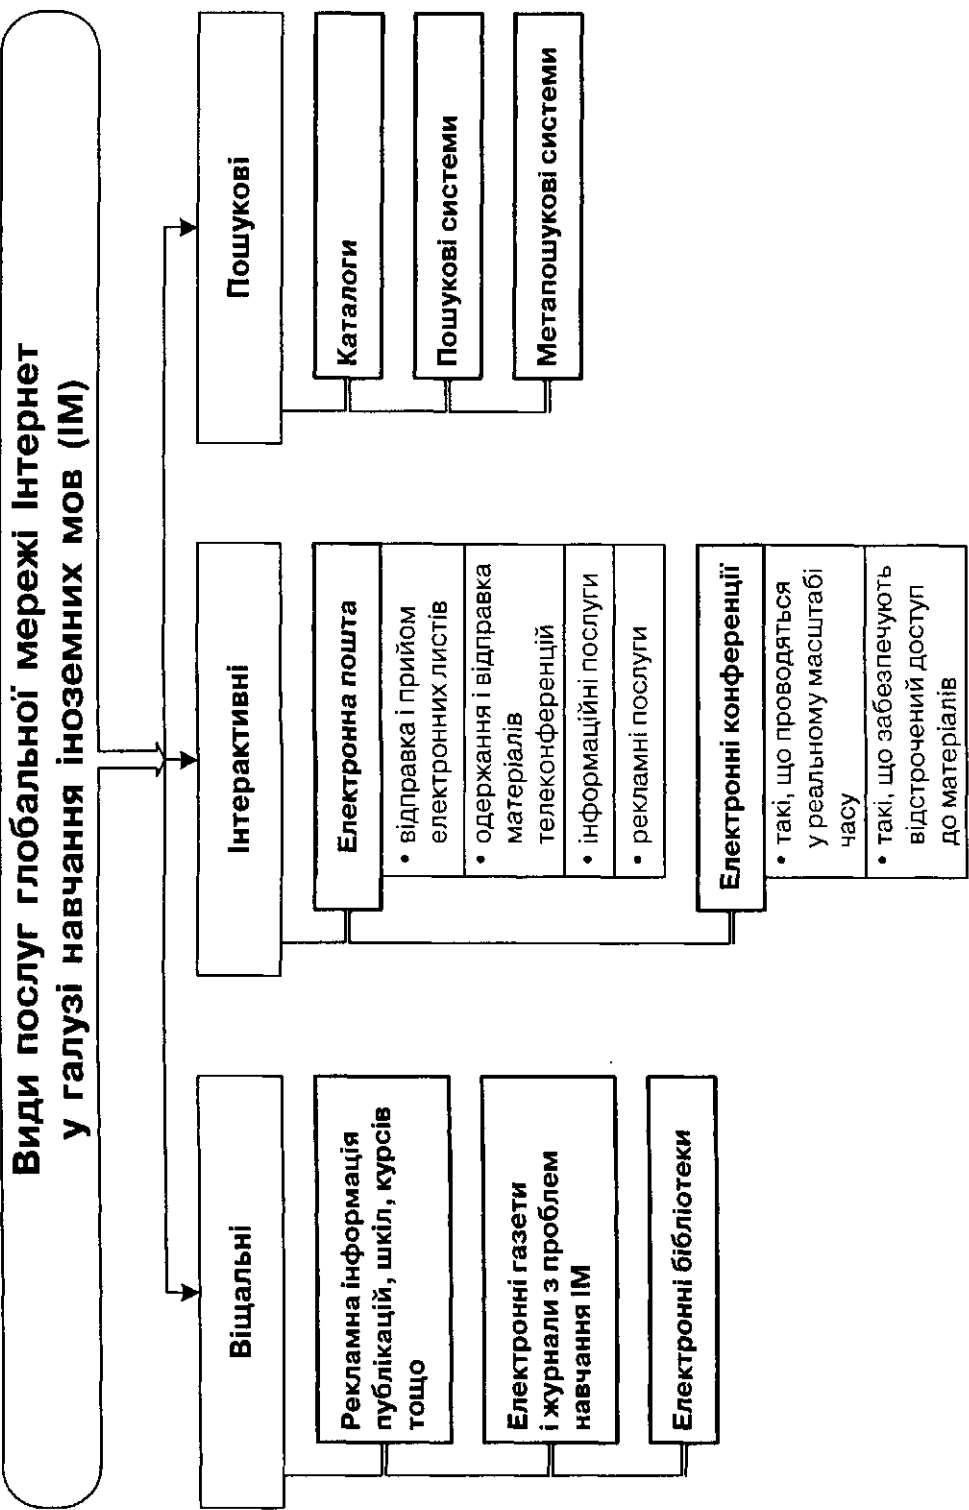 Види послуг глобальної мережі Інтернет
у галузі навчання іноземних мов (ІМ)
Віщальні
Рекламна інформація
публікацій, шкіл, курсів
тощо
Електронні газети
і журнали з проблем
навчання ІМ
Електронні бібліотеки
Інтерактивні
Електронна пошта
• відправка і прийом
електронних листів
• одержання і відправка
матеріалів
телеконференцій
• інформаційні послуги
• рекламні послуги
Електронні конференції
• такі, що проводяться
у реальному масштабі
часу
• такі, що забезпечують
відстрочений доступ
до матеріалів
Пошукові
Каталоги
Пошукові системи
Метапошукові системи